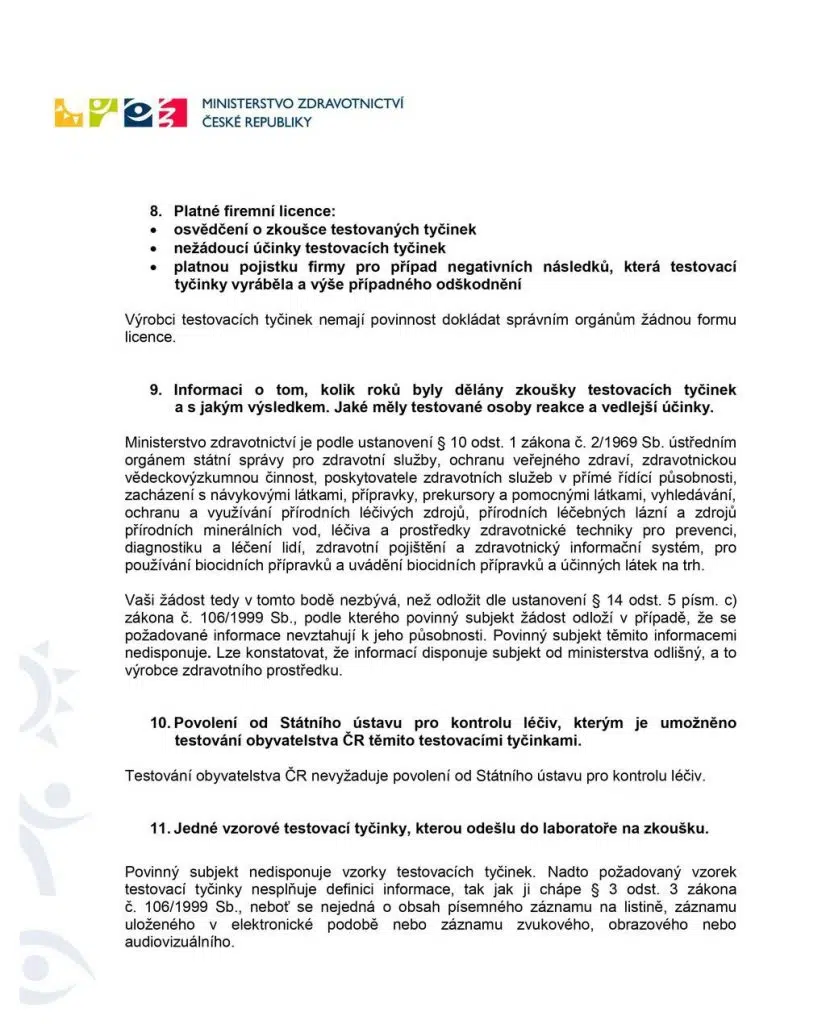 MINISTERSTVO ZDRAVOTNICTVÍ
ČESKÉ REPUBLIKY
8. Platné firemní licence:
• osvědčení o zkoušce testovaných tyčinek
• nežádoucí účinky testovacích tyčinek
• platnou pojistku firmy pro případ negativních následků, která testovací
tyčinky vyráběla a výše případného odškodnění
Výrobci testovacích tyčinek nemají povinnost dokládat správním orgánům žádnou formu
licence.
9. Informaci o tom, kolik roků byly dělány zkoušky testovacích tyčinek
a s jakým výsledkem. Jaké měly testované osoby reakce a vedlejší účinky.
Ministerstvo zdravotnictví je podle ustanovení § 10 odst. 1 zákona č. 2/1969 Sb. ústředním
orgánem státní správy pro zdravotní služby, ochranu veřejného zdraví, zdravotnickou
vědeckovýzkumnou činnost, poskytovatele zdravotních služeb v přímé řídící působnosti,
zacházení s návykovými látkami, přípravky, prekursory a pomocnými látkami, vyhledávání,
ochranu a využívání přírodních léčivých zdrojů, přírodních léčebných lázní a zdrojů
přírodních minerálních vod, léčiva a prostředky zdravotnické techniky pro prevenci,
diagnostiku a léčení lidí, zdravotní pojištění a zdravotnický informační systém, pro
používání biocidních přípravků a uvádění biocidních přípravků a účinných látek na trh.
Vaši žádost tedy v tomto bodě nezbývá, než odložit dle ustanovení § 14 odst. 5 písm. c)
zákona č. 106/1999 Sb., podle kterého povinný subjekt žádost odloží v případě, že se
požadované informace nevztahují k jeho působnosti. Povinný subjekt těmito informacemi
nedisponuje. Lze konstatovat, že informací disponuje subjekt od ministerstva odlišný, a to
výrobce zdravotního prostředku.
10. Povolení od Státního ústavu pro kontrolu léčiv, kterým je umožněno
testování obyvatelstva ČR těmito testovacími tyčinkami.
Testování obyvatelstva ČR nevyžaduje povolení od Státního ústavu pro kontrolu léčiv.
11. Jedné vzorové testovací tyčinky, kterou odešlu do laboratoře na zkoušku.
Povinný subjekt nedisponuje vzorky testovacích tyčinek. Nadto požadovaný vzorek
testovací tyčinky nesplňuje definici informace, tak jak ji chápe § 3 odst. 3 zákona
č. 106/1999 Sb., neboť se nejedná o obsah písemného záznamu na listině, záznamu
uloženého v elektronické podobě nebo záznamu zvukového, obrazového nebo
audiovizuálního.